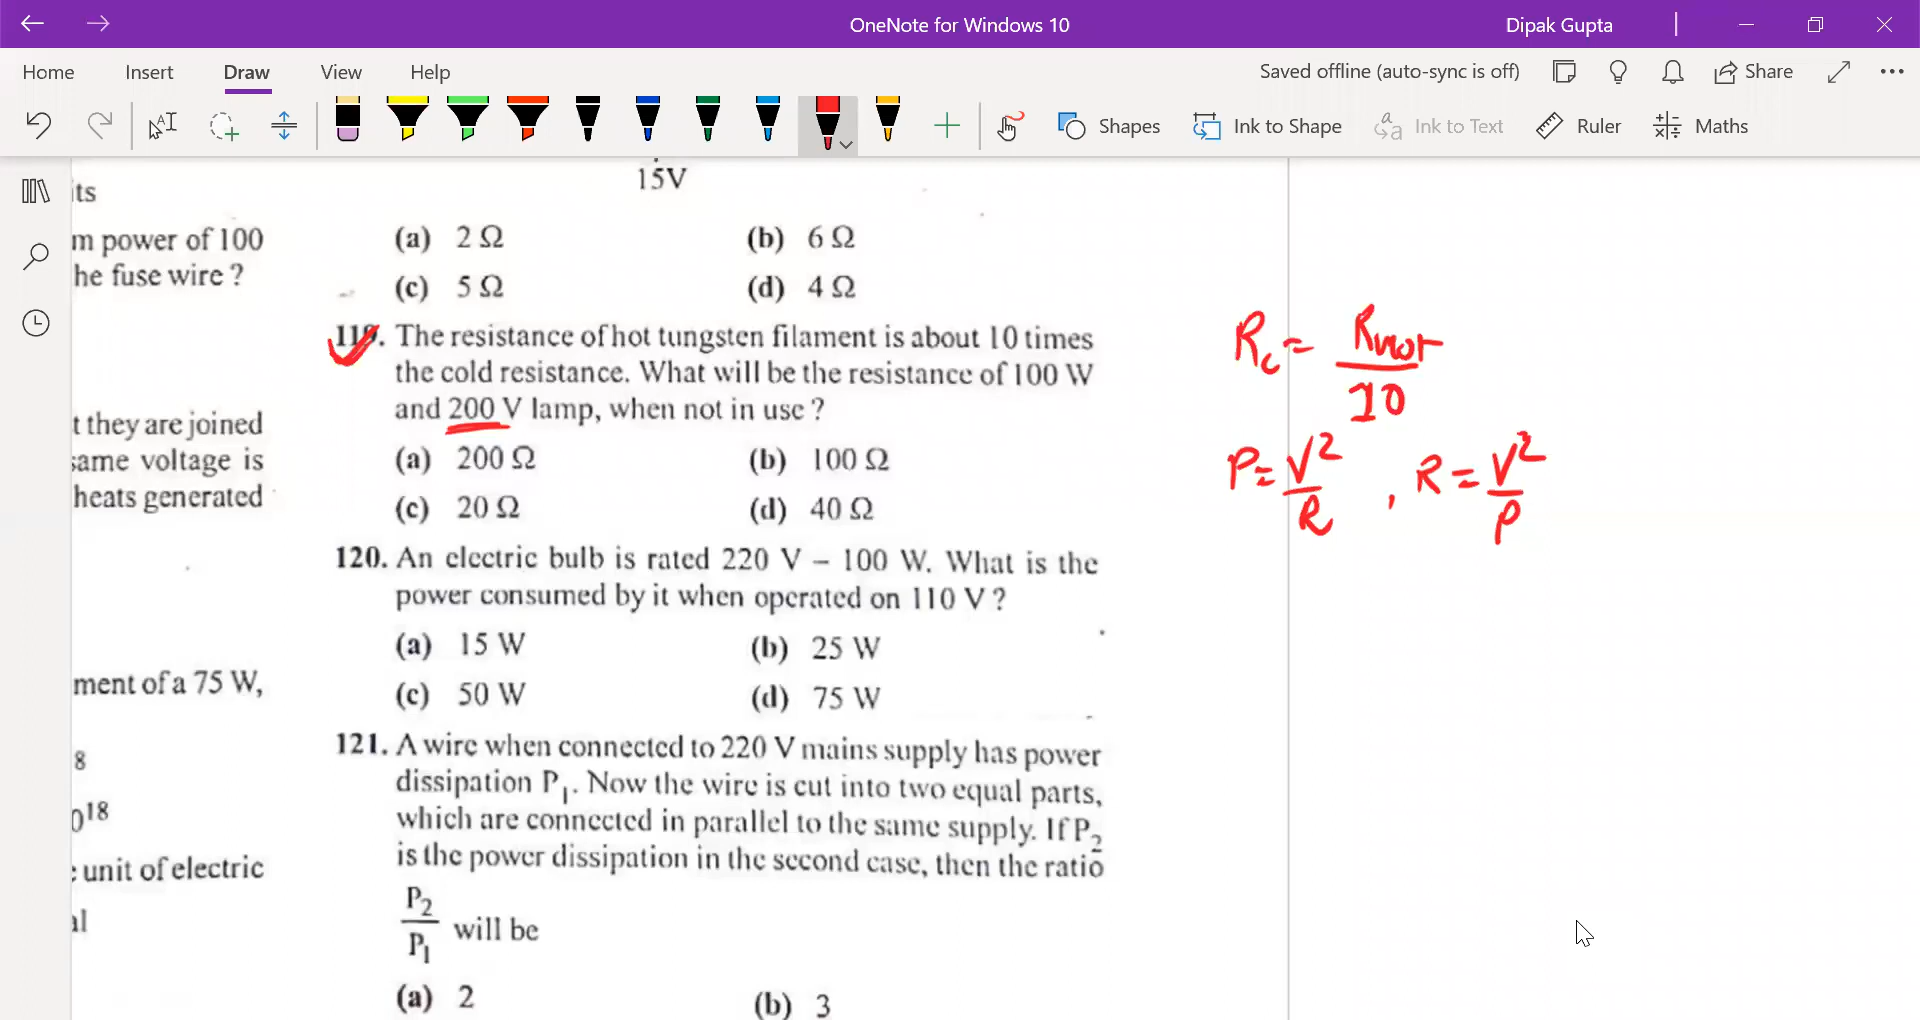 OneNote for Windows 10
Dipak Gupta
Home Insert Draw View Help
Saved offline (auto-sync is off)
Share
Shapes
Ink to Shape
Ink to Text
Ruler
Maths
its
m power of 100
he fuse wire ?
t they are joined
same voltage is
heats generated
ment of a 75 W,
8
0¹⁸
unit of electric
al
15V
(a) 2 Ω (b) 6 Ω
(c) 5 Ω (d) 4 Ω
119. The resistance of hot tungsten filament is about 10 times
the cold resistance. What will be the resistance of 100 W
and 200 V lamp, when not in use ?
(a) 200 Ω (b) 100 Ω
(c) 20 Ω (d) 40 Ω
120. An electric bulb is rated 220 V – 100 W. What is the
power consumed by it when operated on 110 V ?
(a) 15 W (b) 25 W
(c) 50 W (d) 75 W
121. A wire when connected to 220 V mains supply has power
dissipation P₁. Now the wire is cut into two equal parts,
which are connected in parallel to the same supply. If P₂
is the power dissipation in the second case, then the ratio
P₂
P₁ will be
(a) 2 (b) 3
R_c = R_Hot
10
P = V²
R
, R = V²
P